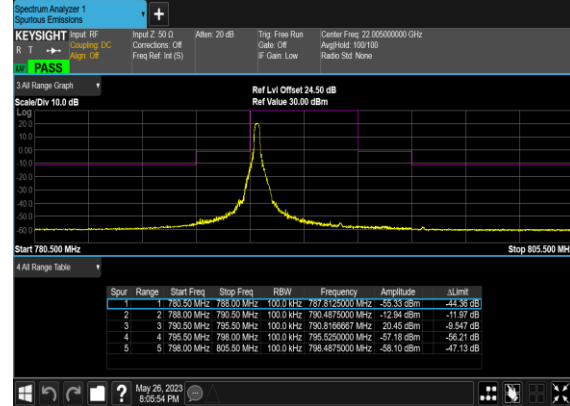 Spectrum Analyzer 1
Spurious Emissions
+
KEYSIGHT Input: RF Input Z: 50 Ω Atten: 20 dB Trig: Free Run Center Freq: 22.005000000 GHz
R T Coupling: DC Corrections: Off Gate: Off Avg|Hold: 100/100
Align: Off Freq Ref: Int (S) IF Gain: Low Radio Std: None
LNI PASS
3 All Range Graph
Ref Lvl Offset 24.50 dB
Scale/Div 10.0 dB Ref Value 30.00 dBm
Log
20.0
10.0
0.00
-10.0
-20.0
-30.0
-40.0
-50.0
-60.0
Start 780.500 MHz Stop 805.500 MH
4 All Range Table
Spur Range Start Freq Stop Freq RBW Frequency Amplitude ΔLimit
1 1 780.50 MHz 788.00 MHz 100.0 kHz 787.8125000 MHz -55.33 dBm -44.36 dB
2 2 788.00 MHz 790.50 MHz 100.0 kHz 790.4875000 MHz -12.94 dBm -11.97 dB
3 3 790.50 MHz 795.50 MHz 100.0 kHz 790.8166667 MHz 20.45 dBm -9.547 dB
4 4 795.50 MHz 798.00 MHz 100.0 kHz 795.5250000 MHz -57.18 dBm -56.21 dB
5 5 798.00 MHz 805.50 MHz 100.0 kHz 798.4875000 MHz -58.10 dBm -47.13 dB
? May 26, 2023
8:05:54 PM